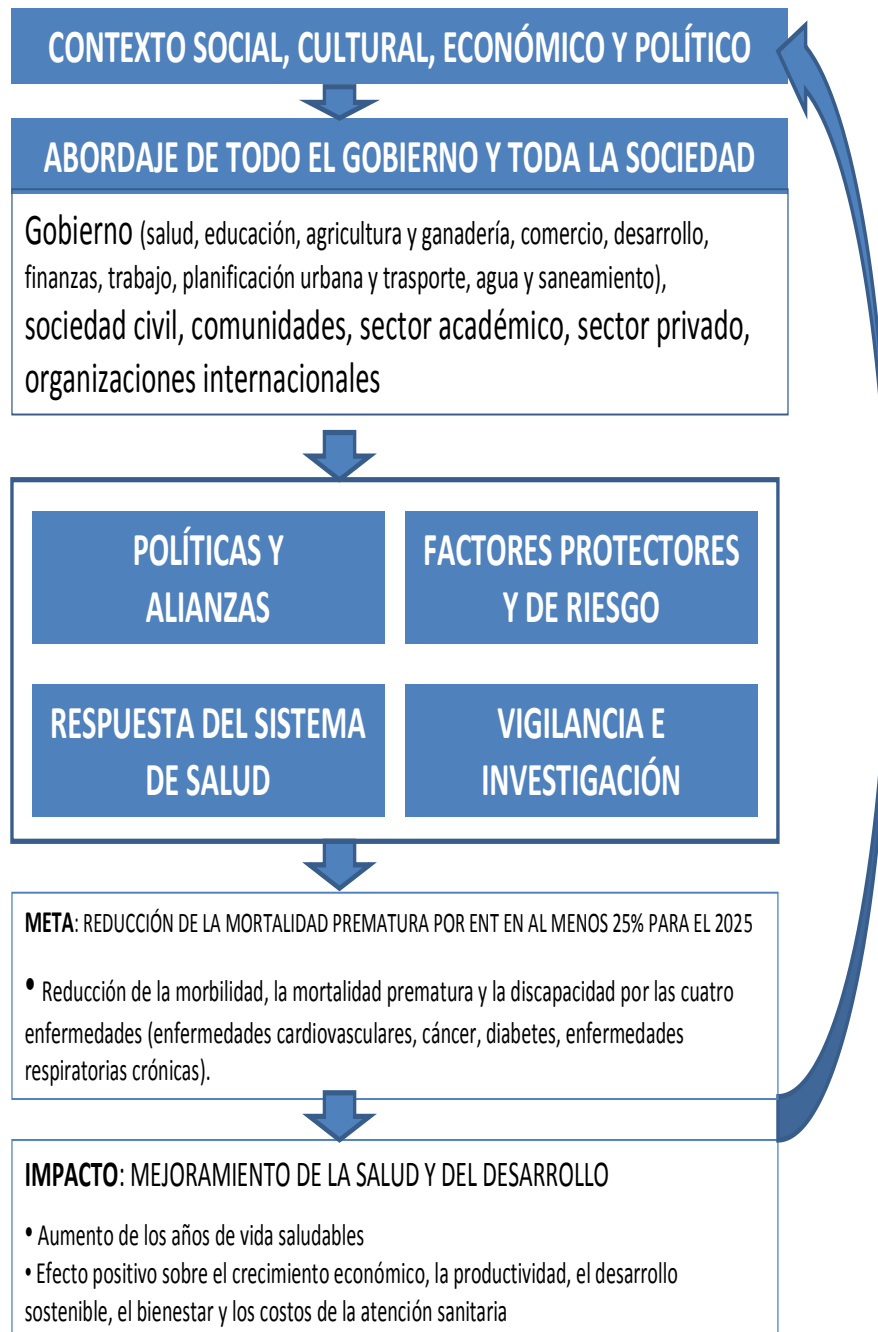 CONTEXTO SOCIAL, CULTURAL, ECONÓMICO Y POLÍTICO
ABORDAJE DE TODO EL GOBIERNO Y TODA LA SOCIEDAD
Gobierno (salud, educación, agricultura y ganadería, comercio, desarrollo,
finanzas, trabajo, planificación urbana y trasporte, agua y saneamiento),
sociedad civil, comunidades, sector académico, sector privado,
organizaciones internacionales
POLÍTICAS Y
ALIANZAS
FACTORES PROTECTORES
Y DE RIESGO
RESPUESTA DEL SISTEMA
DE SALUD
VIGILANCIA E
INVESTIGACIÓN
META: REDUCCIÓN DE LA MORTALIDAD PREMATURA POR ENT EN AL MENOS 25% PARA EL 2025
• Reducción de la morbilidad, la mortalidad prematura y la discapacidad por las cuatro
enfermedades (enfermedades cardiovasculares, cáncer, diabetes, enfermedades
respiratorias crónicas).
IMPACTO: MEJORAMIENTO DE LA SALUD Y DEL DESARROLLO
• Aumento de los años de vida saludables
• Efecto positivo sobre el crecimiento económico, la productividad, el desarrollo
sostenible, el bienestar y los costos de la atención sanitaria